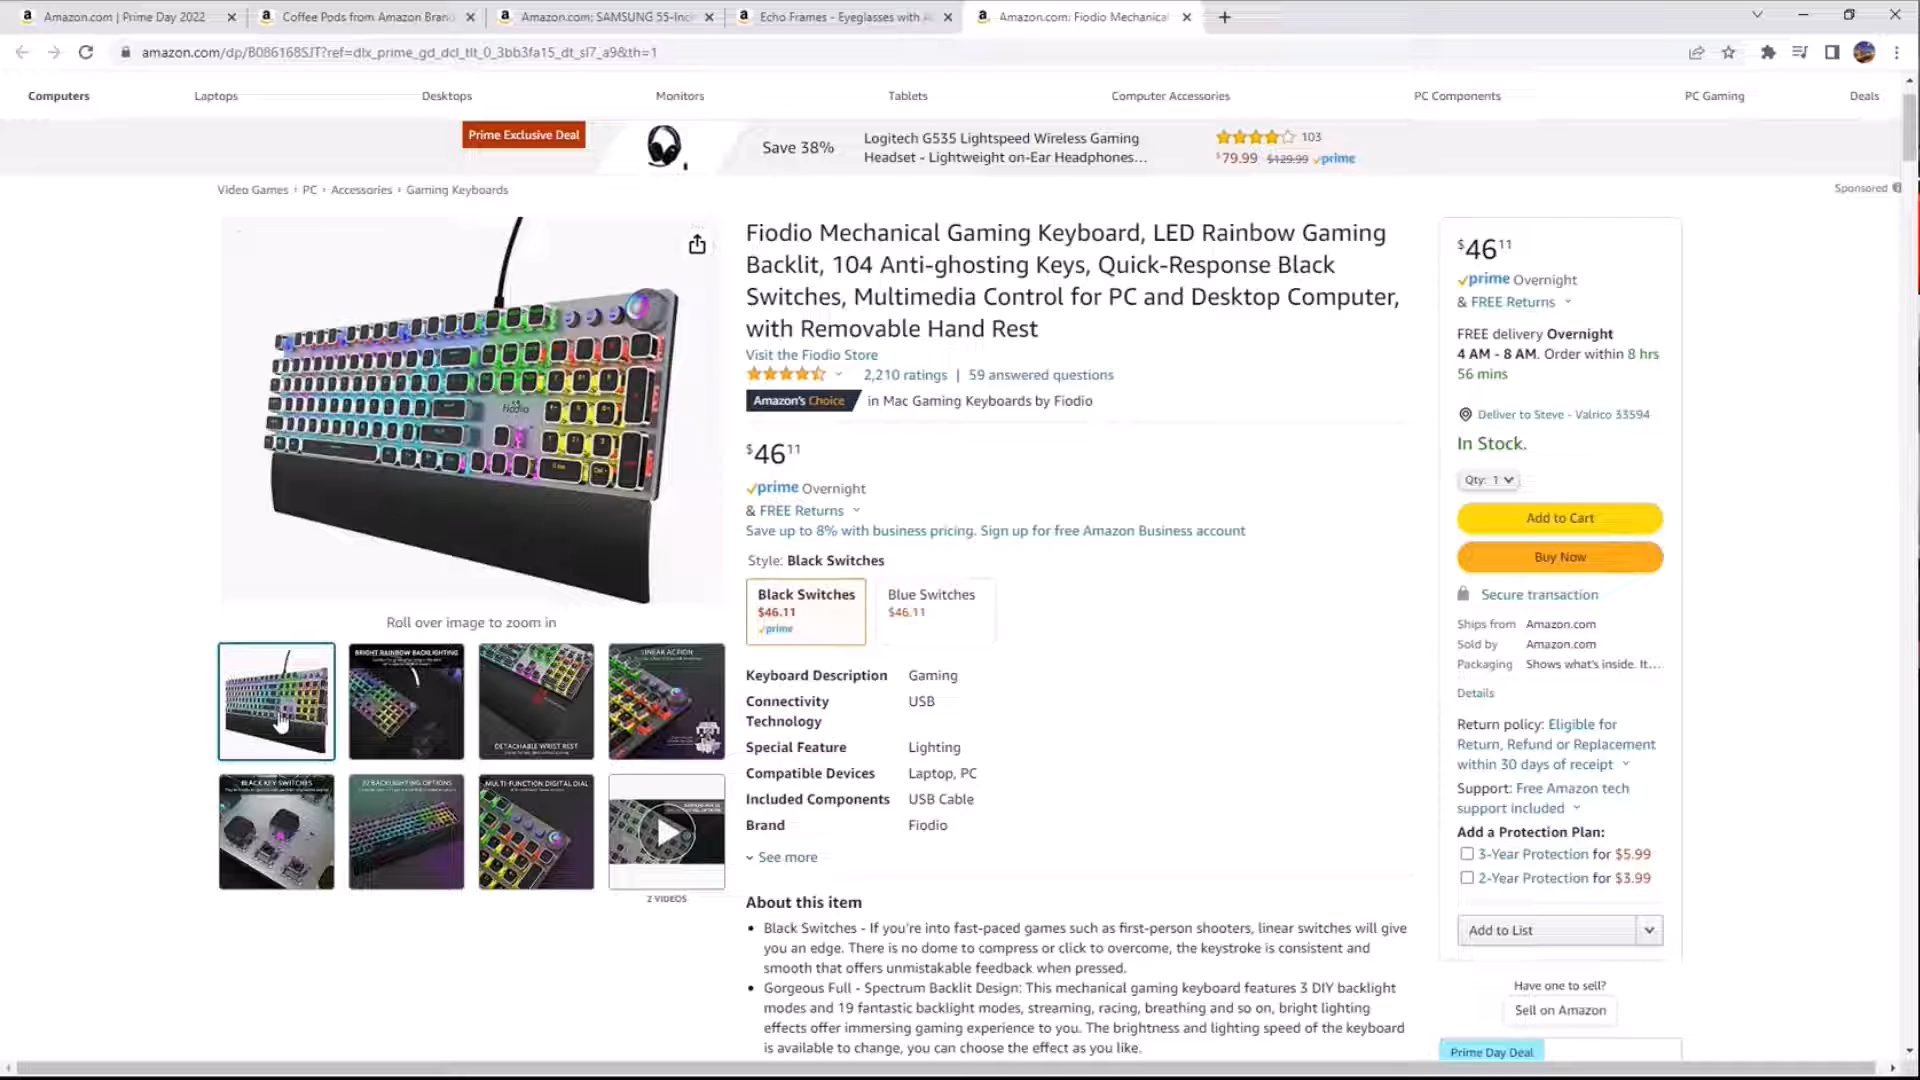 Amazon.com | Prime Day 2022
Coffee Pods from Amazon Bran
Amazon.com: SAMSUNG 55-Inc
Echo Frames - Eyeglasses with A
Amazon.com: Fiodio Mechanical
amazon.com/dp/B086168SJT?ref=dlx_prime_gd_dcl_tlt_0_3bb3fa15_dt_sl7_a9&th=1
Computers
Laptops
Desktops
Monitors
Tablets
Computer Accessories
PC Components
PC Gaming
Deals
Prime Exclusive Deal
Save 38%
Logitech G535 Lightspeed Wireless Gaming
Headset - Lightweight on-Ear Headphones...
103
$79.99 $129.99 prime
Video Games › PC › Accessories › Gaming Keyboards
Sponsored
Fiodio
Roll over image to zoom in
BRIGHT RAINBOW BACKLIGHTING
DETACHABLE WRIST REST
LINEAR ACTION
BLACK KEY SWITCHES
22 BACKLIGHTING OPTIONS
MULTI-FUNCTION DIGITAL DIAL
2 VIDEOS
Fiodio Mechanical Gaming Keyboard, LED Rainbow Gaming
Backlit, 104 Anti-ghosting Keys, Quick-Response Black
Switches, Multimedia Control for PC and Desktop Computer,
with Removable Hand Rest
Visit the Fiodio Store
2,210 ratings | 59 answered questions
Amazon's Choice in Mac Gaming Keyboards by Fiodio
$46 11
prime Overnight
& FREE Returns
Save up to 8% with business pricing. Sign up for free Amazon Business account
Style: Black Switches
Black Switches
$46.11
prime
Blue Switches
$46.11
Keyboard Description Gaming
Connectivity USB
Technology
Special Feature Lighting
Compatible Devices Laptop, PC
Included Components USB Cable
Brand Fiodio
See more
About this item
• Black Switches - If you're into fast-paced games such as first-person shooters, linear switches will give
you an edge. There is no dome to compress or click to overcome, the keystroke is consistent and
smooth that offers unmistakable feedback when pressed.
• Gorgeous Full - Spectrum Backlit Design: This mechanical gaming keyboard features 3 DIY backlight
modes and 19 fantastic backlight modes, streaming, racing, breathing and so on, bright lighting
effects offer immersing gaming experience to you. The brightness and lighting speed of the keyboard
is available to change, you can choose the effect as you like.
$46 11
prime Overnight
& FREE Returns
FREE delivery Overnight
4 AM - 8 AM. Order within 8 hrs
56 mins
Deliver to Steve - Valrico 33594
In Stock.
Qty: 1
Add to Cart
Buy Now
Secure transaction
Ships from Amazon.com
Sold by Amazon.com
Packaging Shows what's inside. It....
Details
Return policy: Eligible for
Return, Refund or Replacement
within 30 days of receipt
Support: Free Amazon tech
support included
Add a Protection Plan:
3-Year Protection for $5.99
2-Year Protection for $3.99
Add to List
Have one to sell?
Sell on Amazon
Prime Day Deal